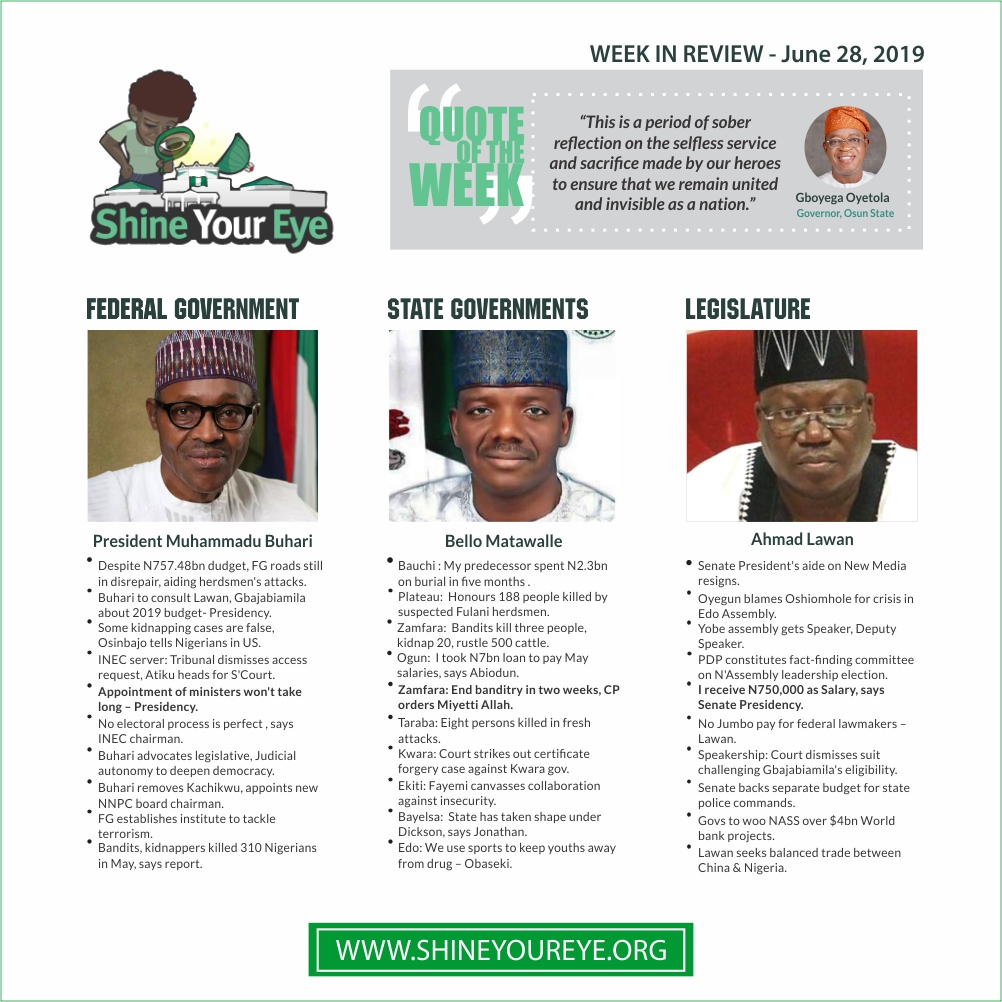 WEEK IN REVIEW - June 28, 2019
Shine Your Eye
QUOTE
OF THE
WEEK
“This is a period of sober
reflection on the selfless service
and sacrifice made by our heroes
to ensure that we remain united
and invisible as a nation.”
Gboyega Oyetola
Governor, Osun State
FEDERAL GOVERNMENT
President Muhammadu Buhari
• Despite N757.48bn dudget, FG roads still
in disrepair, aiding herdsmen's attacks.
• Buhari to consult Lawan, Gbajabiamila
about 2019 budget- Presidency.
• Some kidnapping cases are false,
Osinbajo tells Nigerians in US.
• INEC server: Tribunal dismisses access
request, Atiku heads for S'Court.
• Appointment of ministers won't take
long – Presidency.
• No electoral process is perfect , says
INEC chairman.
• Buhari advocates legislative, Judicial
autonomy to deepen democracy.
• Buhari removes Kachikwu, appoints new
NNPC board chairman.
• FG establishes institute to tackle
terrorism.
• Bandits, kidnappers killed 310 Nigerians
in May, says report.
STATE GOVERNMENTS
Bello Matawalle
• Bauchi : My predecessor spent N2.3bn
on burial in five months .
• Plateau: Honours 188 people killed by
suspected Fulani herdsmen.
• Zamfara: Bandits kill three people,
kidnap 20, rustle 500 cattle.
• Ogun: I took N7bn loan to pay May
salaries, says Abiodun.
• Zamfara: End banditry in two weeks, CP
orders Miyetti Allah.
• Taraba: Eight persons killed in fresh
attacks.
• Kwara: Court strikes out certificate
forgery case against Kwara gov.
• Ekiti: Fayemi canvasses collaboration
against insecurity.
• Bayelsa: State has taken shape under
Dickson, says Jonathan.
• Edo: We use sports to keep youths away
from drug – Obaseki.
LEGISLATURE
Ahmad Lawan
• Senate President's aide on New Media
resigns.
• Oyegun blames Oshiomhole for crisis in
Edo Assembly.
• Yobe assembly gets Speaker, Deputy
Speaker.
• PDP constitutes fact-finding committee
on N'Assembly leadership election.
• I receive N750,000 as Salary, says
Senate Presidency.
• No Jumbo pay for federal lawmakers –
Lawan.
• Speakership: Court dismisses suit
challenging Gbajabiamila's eligibility.
• Senate backs separate budget for state
police commands.
• Govs to woo NASS over $4bn World
bank projects.
• Lawan seeks balanced trade between
China & Nigeria.
WWW.SHINEYOUREYE.ORG